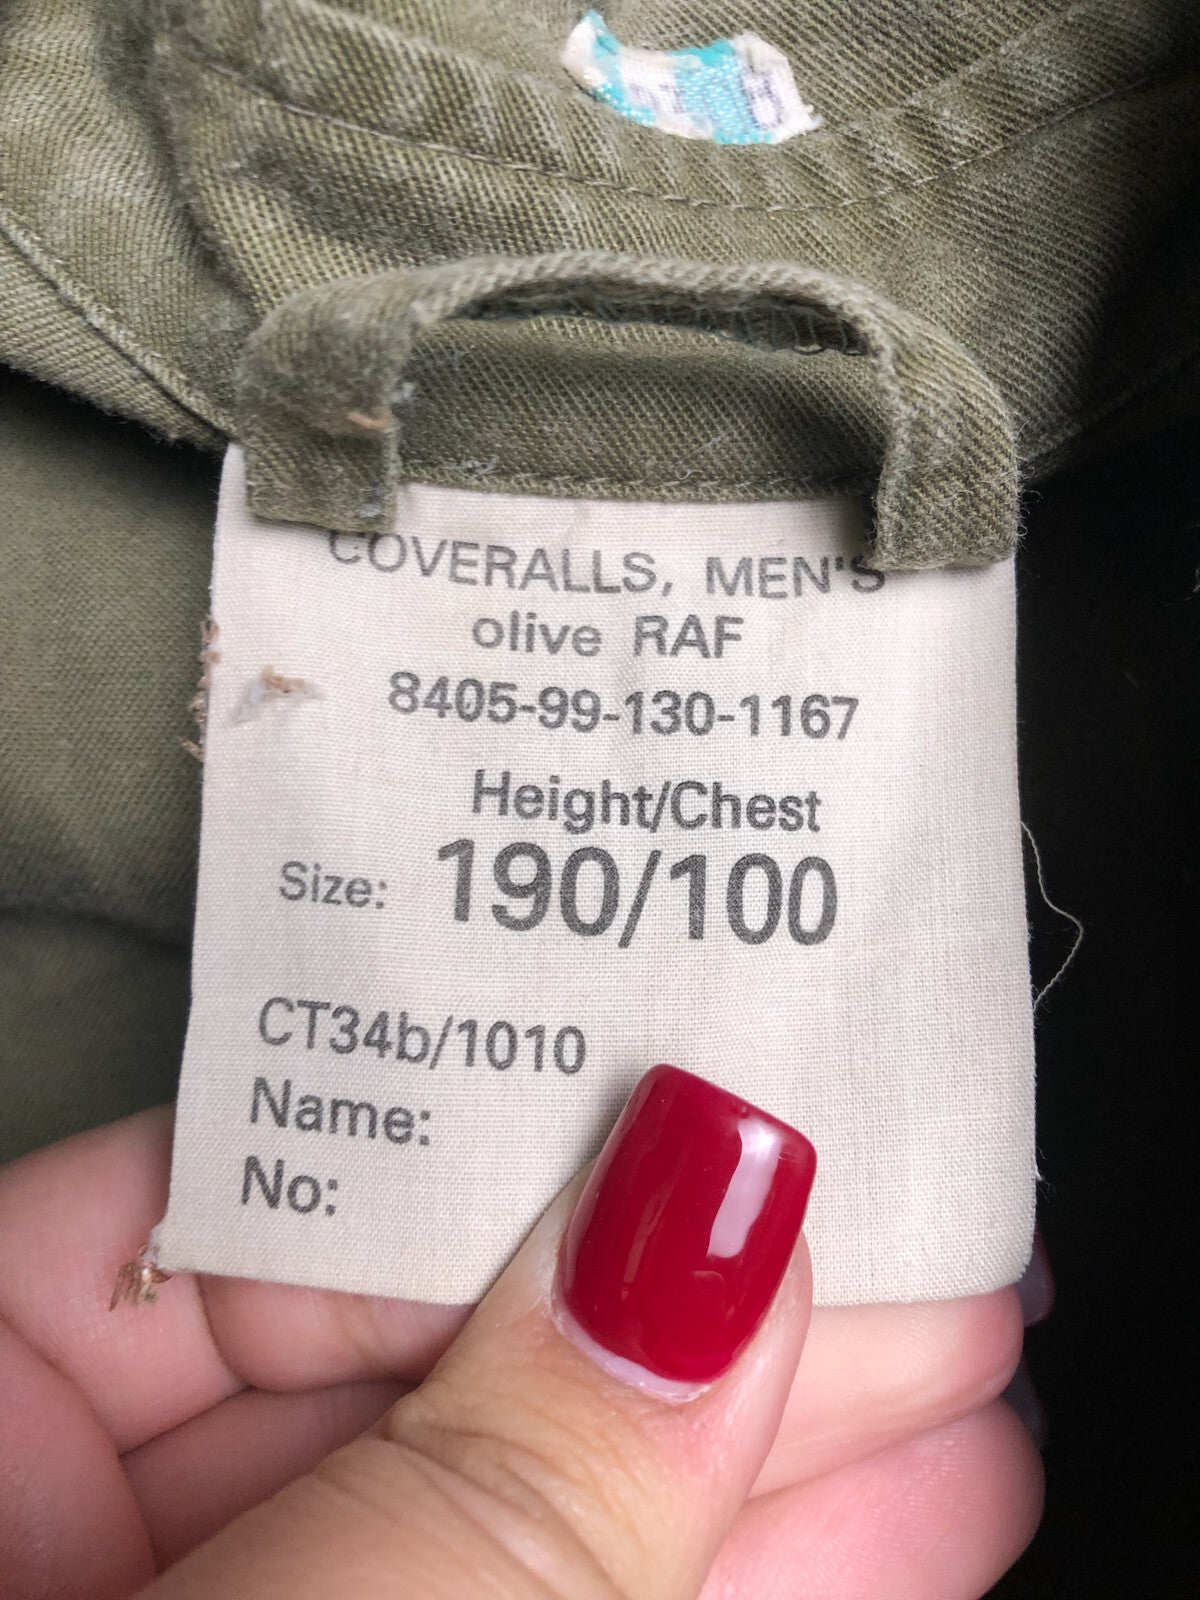 COVERALLS, MEN'S
olive RAF
8405-99-130-1167
Height/Chest
Size: 190/100
CT34b/1010
Name:
No: